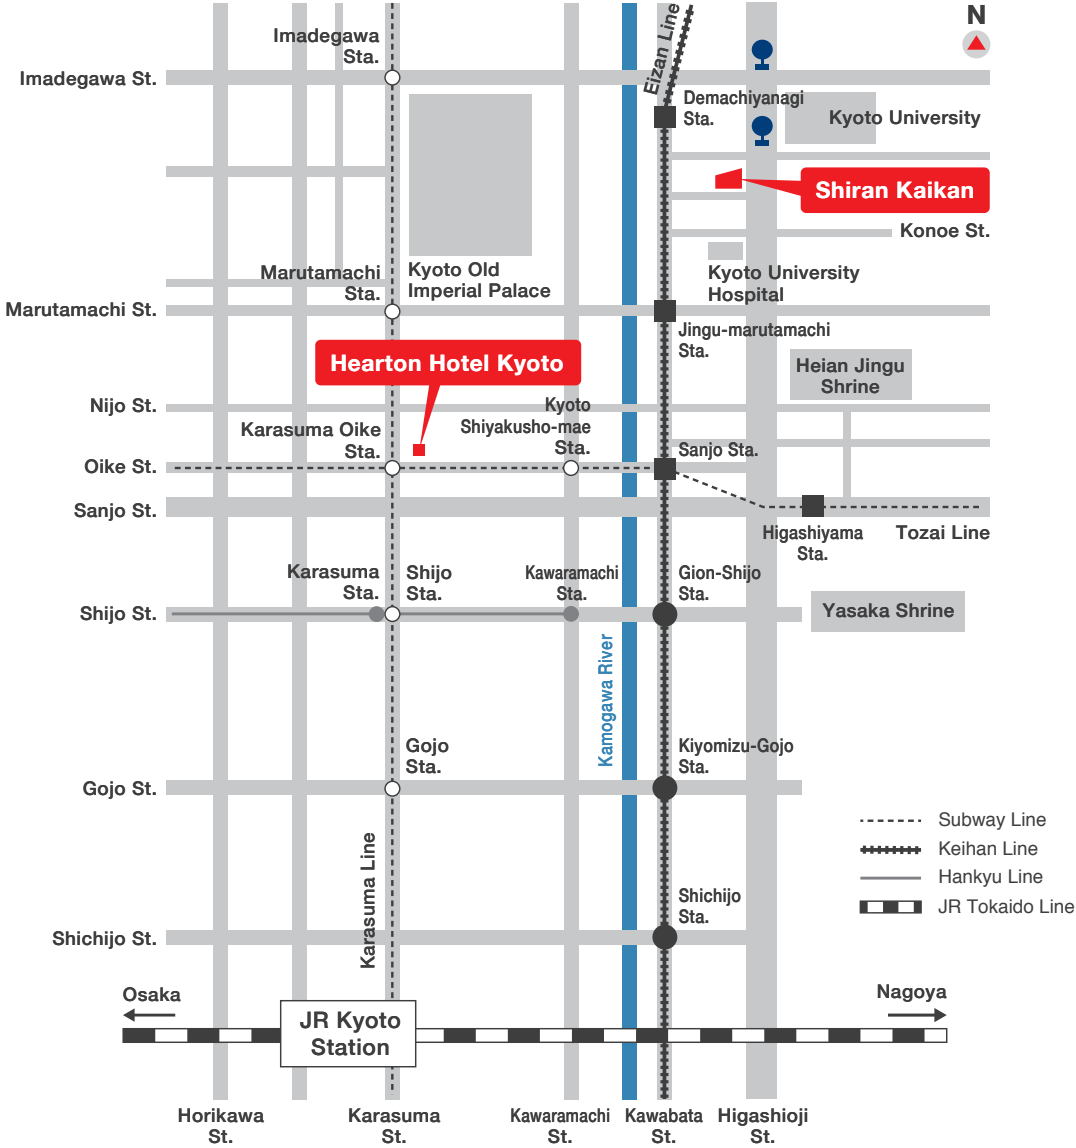 Imadegawa
Sta.
Eizan Line
N
Imadegawa St.
Demachiyanagi
Sta.
Kyoto University
Shiran Kaikan
Konoe St.
Kyoto Old
Imperial Palace
Marutamachi
Sta.
Kyoto University
Hospital
Marutamachi St.
Jingu-marutamachi
Sta.
Hearton Hotel Kyoto
Heian Jingu
Shrine
Nijo St.
Kyoto
Shiyakusho-mae
Sta.
Karasuma Oike
Sta.
Sanjo Sta.
Oike St.
Sanjo St.
Higashiyama
Sta.
Tozai Line
Karasuma
Sta.
Shijo
Sta.
Kawaramachi
Sta.
Gion-Shijo
Sta.
Shijo St.
Yasaka Shrine
Kamogawa River
Gojo
Sta.
Kiyomizu-Gojo
Sta.
Gojo St.
Subway Line
Keihan Line
Hankyu Line
JR Tokaido Line
Karasuma Line
Shichijo
Sta.
Shichijo St.
Osaka
Nagoya
JR Kyoto
Station
Horikawa
St.
Karasuma
St.
Kawaramachi
St.
Kawabata
St.
Higashioji
St.